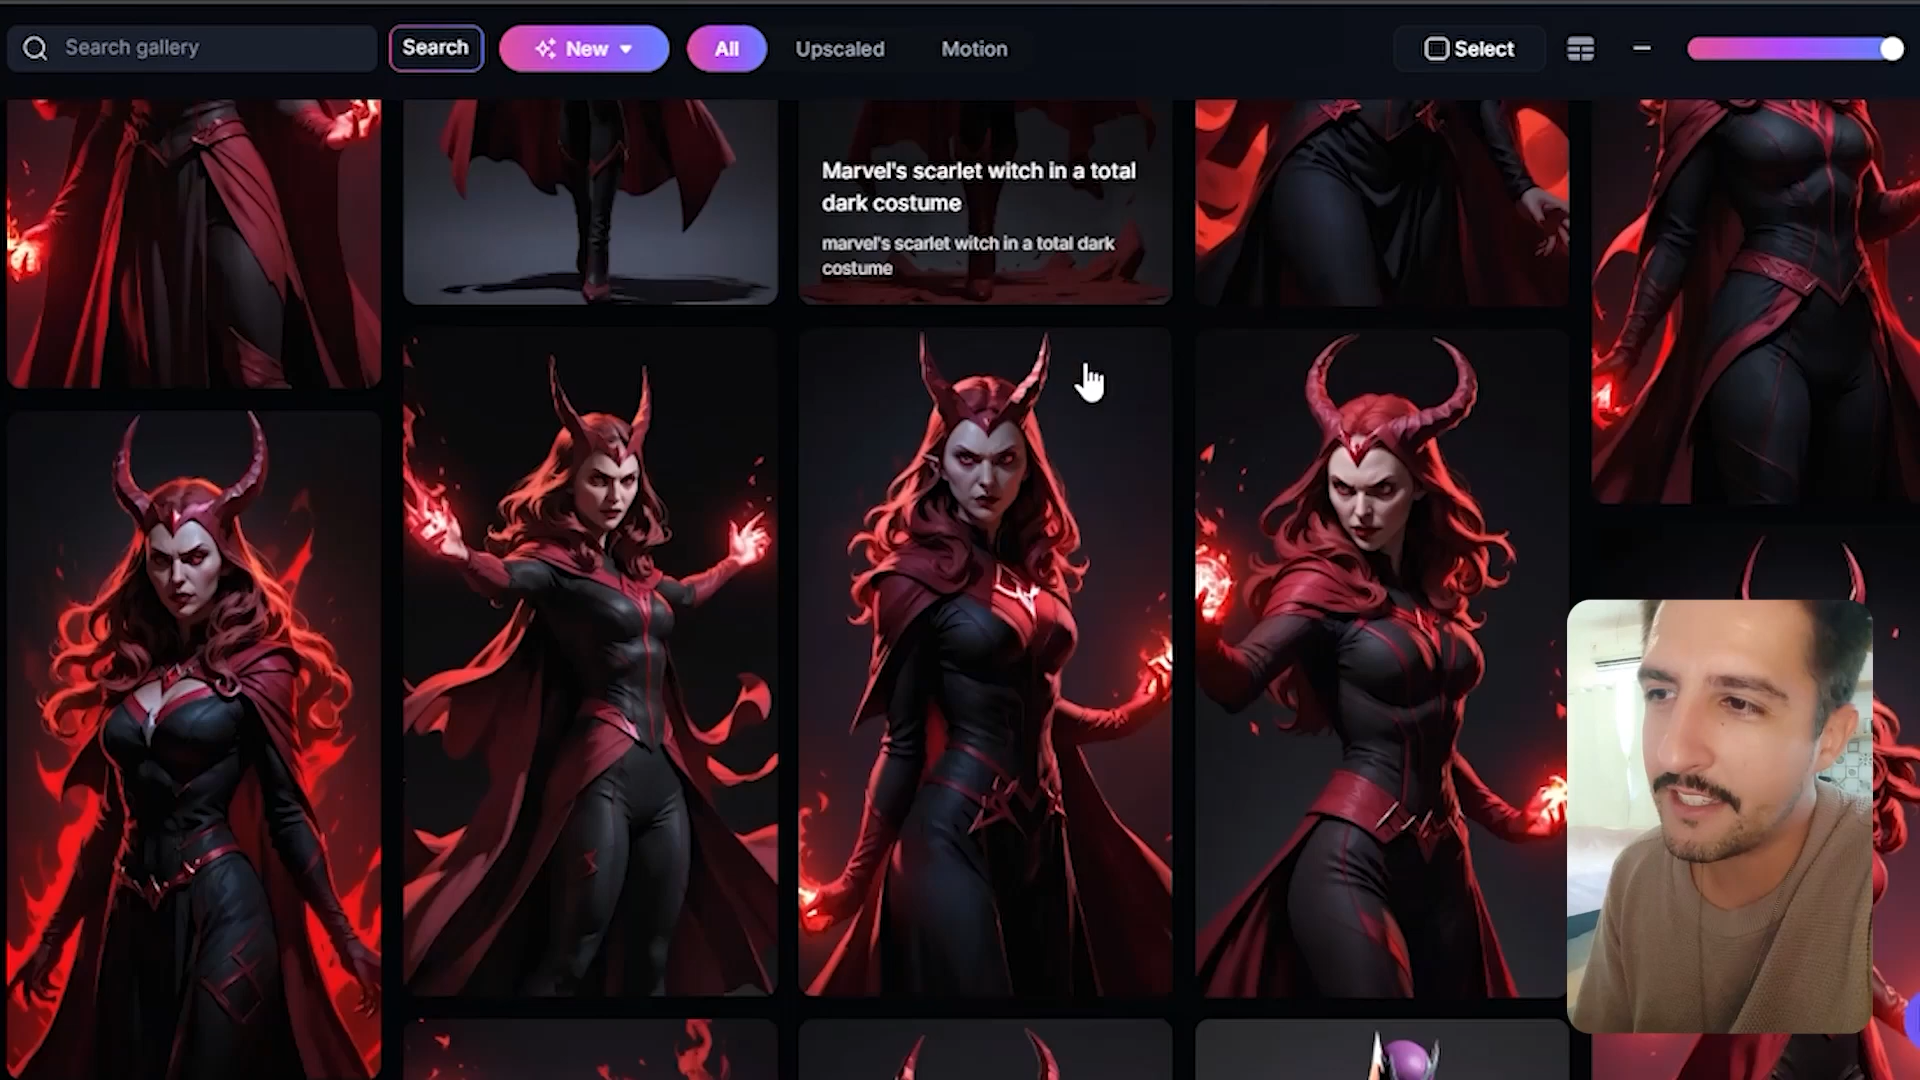 Search gallery
Search
New
All
Upscaled
Motion
Select
Marvel's scarlet witch in a total
dark costume
marvel's scarlet witch in a total dark
costume